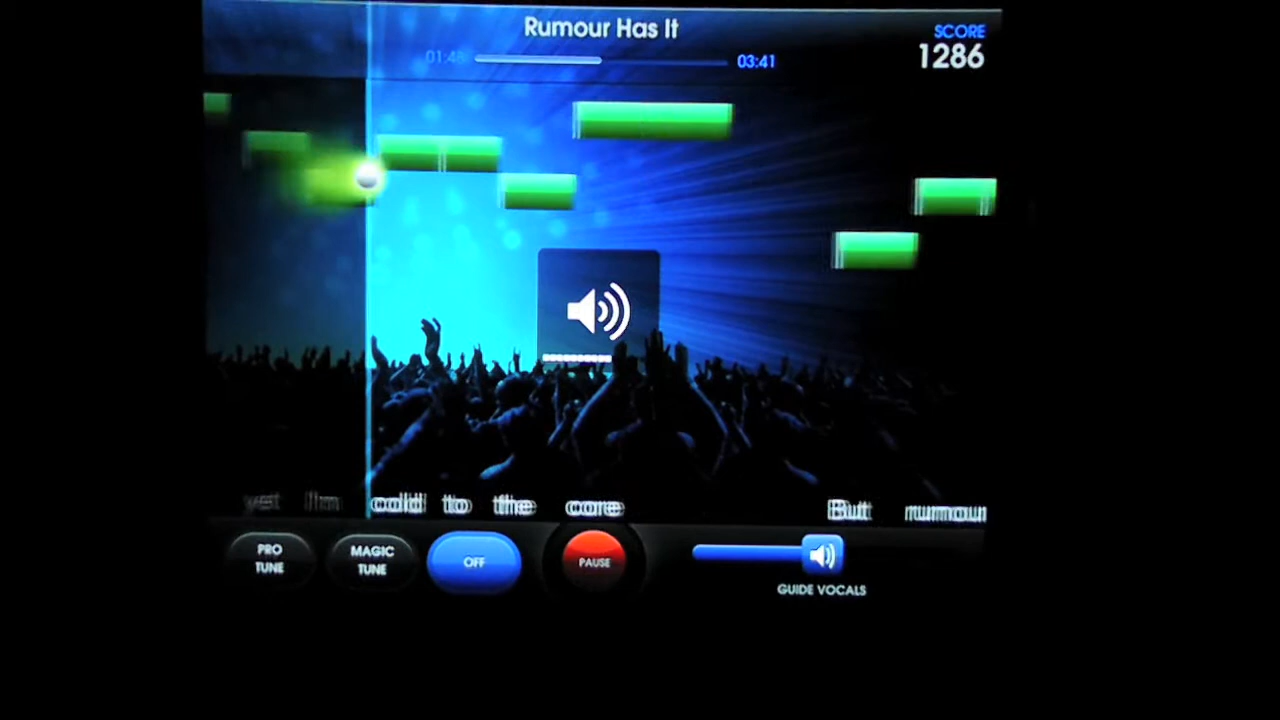 Rumour Has It
SCORE
1286
03:41
yet I'm cold to the core But rumour
PRO TUNE
MAGIC TUNE
OFF
PAUSE
GUIDE VOCALS